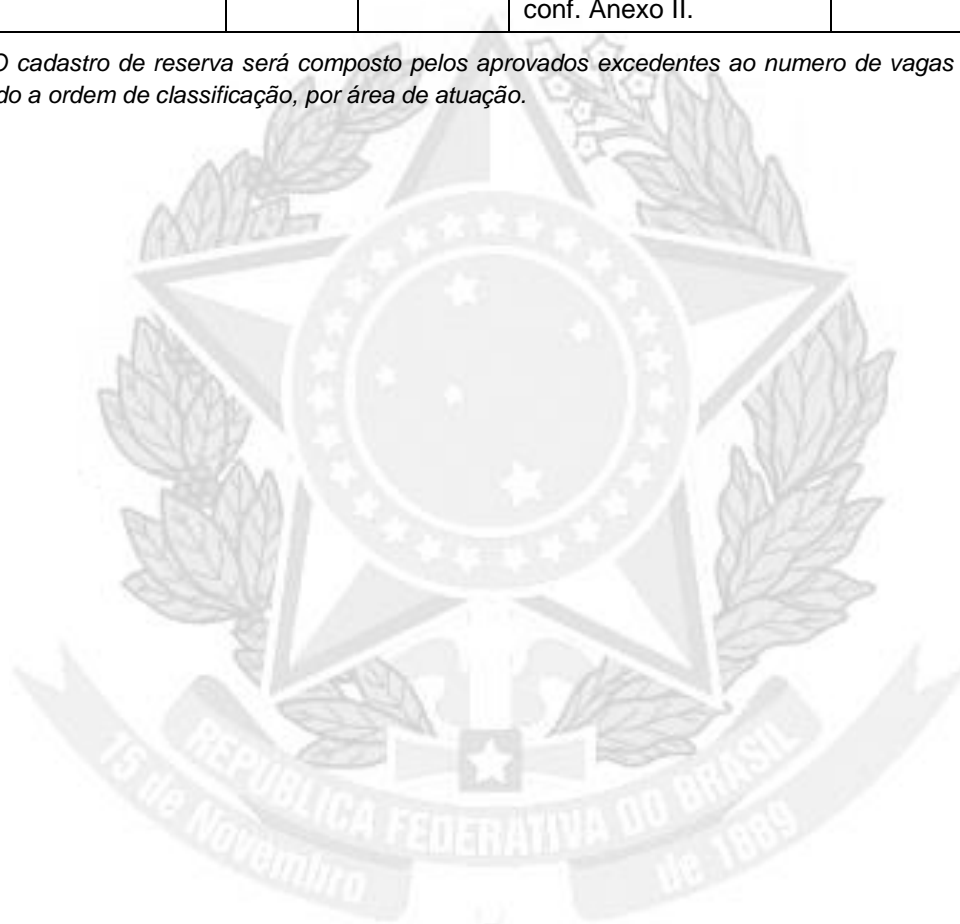 conf. Anexo II.
O cadastro de reserva será composto pelos aprovados excedentes ao numero de vagas
do a ordem de classificação, por área de atuação.
REPÚBLICA FEDERATIVA DO BRASIL
15 de Novembro de 1889